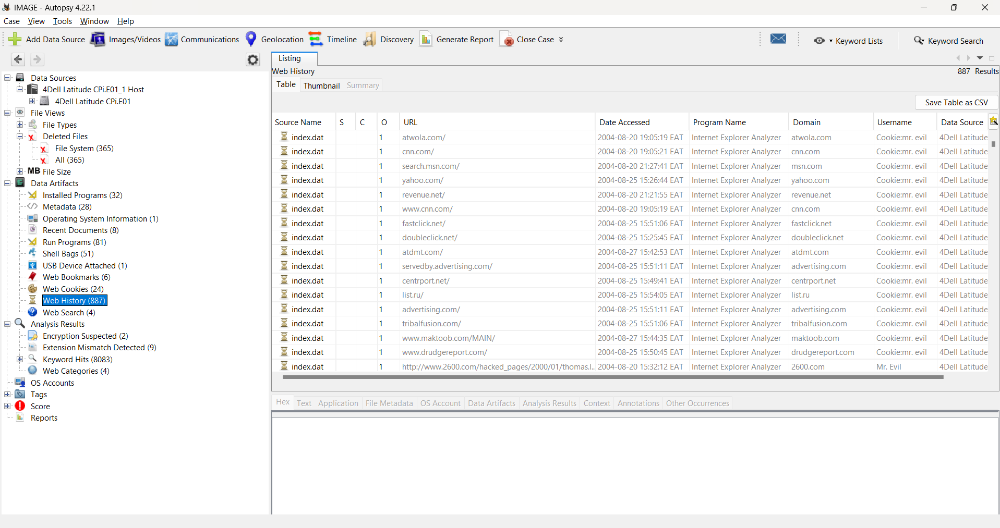 IMAGE - Autopsy 4.22.1
Case View Tools Window Help
Add Data Source Images/Videos Communications Geolocation Timeline Discovery Generate Report Close Case Keyword Lists Keyword Search
Listing
Web History 887 Results
Table Thumbnail Summary
Save Table as CSV
Data Sources
4Dell Latitude CPi.E01_1 Host
4Dell Latitude CPi.E01
File Views
File Types
Deleted Files
File System (365)
All (365)
MB File Size
Data Artifacts
Installed Programs (32)
Metadata (28)
Operating System Information (1)
Recent Documents (8)
Run Programs (81)
Shell Bags (51)
USB Device Attached (1)
Web Bookmarks (6)
Web Cookies (24)
Web History (887)
Web Search (4)
Analysis Results
Encryption Suspected (2)
Extension Mismatch Detected (9)
Keyword Hits (8083)
Web Categories (4)
OS Accounts
Tags
Score
Reports
Source Name S C O URL Date Accessed Program Name Domain Username Data Source
index.dat 1 atwola.com/ 2004-08-20 19:05:19 EAT Internet Explorer Analyzer atwola.com Cookie:mr. evil 4Dell Latitude
index.dat 1 cnn.com/ 2004-08-20 19:05:21 EAT Internet Explorer Analyzer cnn.com Cookie:mr. evil 4Dell Latitude
index.dat 1 search.msn.com/ 2004-08-20 21:27:41 EAT Internet Explorer Analyzer msn.com Cookie:mr. evil 4Dell Latitude
index.dat 1 yahoo.com/ 2004-08-25 15:26:44 EAT Internet Explorer Analyzer yahoo.com Cookie:mr. evil 4Dell Latitude
index.dat 1 revenue.net/ 2004-08-20 21:21:55 EAT Internet Explorer Analyzer revenue.net Cookie:mr. evil 4Dell Latitude
index.dat 1 www.cnn.com/ 2004-08-20 19:05:19 EAT Internet Explorer Analyzer cnn.com Cookie:mr. evil 4Dell Latitude
index.dat 1 fastclick.net/ 2004-08-25 15:51:06 EAT Internet Explorer Analyzer fastclick.net Cookie:mr. evil 4Dell Latitude
index.dat 1 doubleclick.net/ 2004-08-25 15:25:45 EAT Internet Explorer Analyzer doubleclick.net Cookie:mr. evil 4Dell Latitude
index.dat 1 atdmt.com/ 2004-08-27 15:42:53 EAT Internet Explorer Analyzer atdmt.com Cookie:mr. evil 4Dell Latitude
index.dat 1 servedby.advertising.com/ 2004-08-25 15:51:11 EAT Internet Explorer Analyzer advertising.com Cookie:mr. evil 4Dell Latitude
index.dat 1 centrport.net/ 2004-08-25 15:49:41 EAT Internet Explorer Analyzer centrport.net Cookie:mr. evil 4Dell Latitude
index.dat 1 list.ru/ 2004-08-25 15:54:05 EAT Internet Explorer Analyzer list.ru Cookie:mr. evil 4Dell Latitude
index.dat 1 advertising.com/ 2004-08-25 15:51:11 EAT Internet Explorer Analyzer advertising.com Cookie:mr. evil 4Dell Latitude
index.dat 1 tribalfusion.com/ 2004-08-25 15:51:06 EAT Internet Explorer Analyzer tribalfusion.com Cookie:mr. evil 4Dell Latitude
index.dat 1 www.maktoob.com/MAIN/ 2004-08-27 15:44:35 EAT Internet Explorer Analyzer maktoob.com Cookie:mr. evil 4Dell Latitude
index.dat 1 www.drudgereport.com/ 2004-08-25 15:50:45 EAT Internet Explorer Analyzer drudgereport.com Cookie:mr. evil 4Dell Latitude
index.dat 1 http://www.2600.com/hacked_pages/2000/01/thomas.l... 2004-08-20 15:32:12 EAT Internet Explorer Analyzer 2600.com Mr. Evil 4Dell Latitude
Hex Text Application File Metadata OS Account Data Artifacts Analysis Results Context Annotations Other Occurrences